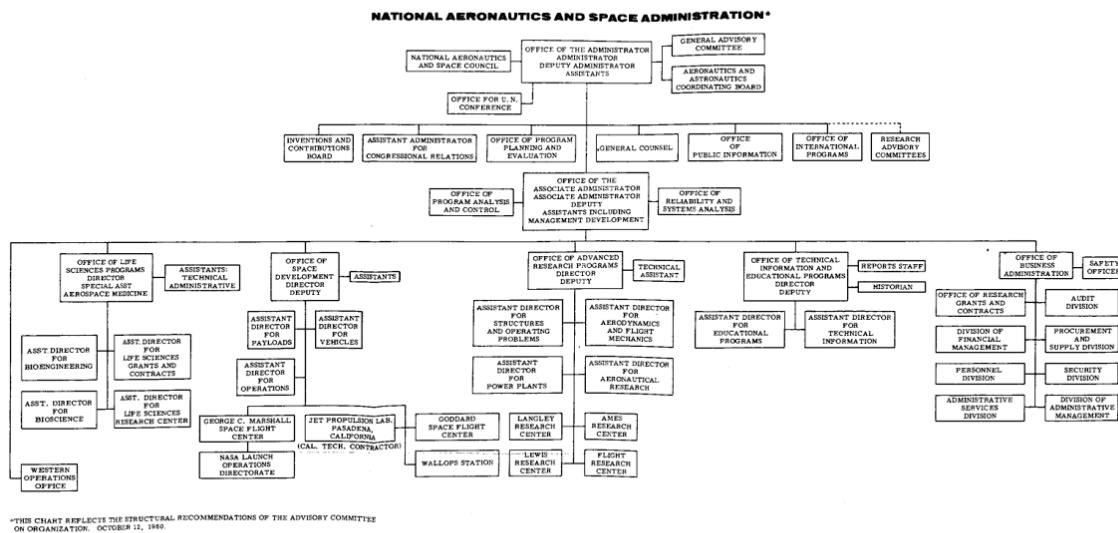 NATIONAL AERONAUTICS AND SPACE ADMINISTRATION*
OFFICE OF THE ADMINISTRATOR
ADMINISTRATOR
DEPUTY ADMINISTRATOR
ASSISTANTS
NATIONAL AERONAUTICS
AND SPACE COUNCIL
GENERAL ADVISORY
COMMITTEE
AERONAUTICS AND
ASTRONAUTICS
COORDINATING BOARD
OFFICE FOR U.N.
CONFERENCE
INVENTIONS AND
CONTRIBUTIONS
BOARD
ASSISTANT ADMINISTRATOR
FOR
CONGRESSIONAL RELATIONS
OFFICE OF PROGRAM
PLANNING AND
EVALUATION
GENERAL COUNSEL
OFFICE
OF
PUBLIC INFORMATION
OFFICE OF
INTERNATIONAL
PROGRAMS
RESEARCH
ADVISORY
COMMITTEES
OFFICE OF
PROGRAM ANALYSIS
AND CONTROL
OFFICE OF THE
ASSOCIATE ADMINISTRATOR
ASSOCIATE ADMINISTRATOR
DEPUTY
ASSISTANTS INCLUDING
MANAGEMENT DEVELOPMENT
OFFICE OF
RELIABILITY AND
SYSTEMS ANALYSIS
OFFICE OF LIFE
SCIENCES PROGRAMS
DIRECTOR
SPECIAL ASST
AEROSPACE MEDICINE
ASSISTANTS:
TECHNICAL
ADMINISTRATIVE
OFFICE OF
SPACE
DEVELOPMENT
DIRECTOR
DEPUTY
ASSISTANTS
OFFICE OF ADVANCED
RESEARCH PROGRAMS
DIRECTOR
DEPUTY
TECHNICAL
ASSISTANT
OFFICE OF TECHNICAL
INFORMATION AND
EDUCATIONAL PROGRAMS
DIRECTOR
DEPUTY
REPORTS STAFF
HISTORIAN
OFFICE OF
BUSINESS
ADMINISTRATION
SAFETY
OFFICER
ASST. DIRECTOR
FOR
BIOENGINEERING
ASST. DIRECTOR
FOR
LIFE SCIENCES
GRANTS AND
CONTRACTS
ASST. DIRECTOR
FOR
BIOSCIENCE
ASST. DIRECTOR
FOR
LIFE SCIENCES
RESEARCH CENTER
ASSISTANT
DIRECTOR
FOR
PAYLOADS
ASSISTANT
DIRECTOR
FOR
VEHICLES
ASSISTANT
DIRECTOR
FOR
OPERATIONS
ASSISTANT DIRECTOR
FOR
STRUCTURES
AND OPERATING
PROBLEMS
ASSISTANT DIRECTOR
FOR
AERODYNAMICS
AND FLIGHT
MECHANICS
ASSISTANT
DIRECTOR
FOR
POWER PLANTS
ASSISTANT DIRECTOR
FOR
AERONAUTICAL
RESEARCH
ASSISTANT DIRECTOR
FOR
EDUCATIONAL
PROGRAMS
ASSISTANT DIRECTOR
FOR
TECHNICAL
INFORMATION
OFFICE OF RESEARCH
GRANTS AND
CONTRACTS
AUDIT
DIVISION
DIVISION OF
FINANCIAL
MANAGEMENT
PROCUREMENT
AND
SUPPLY DIVISION
PERSONNEL
DIVISION
SECURITY
DIVISION
ADMINISTRATIVE
SERVICES
DIVISION
DIVISION OF
ADMINISTRATIVE
MANAGEMENT
GEORGE C. MARSHALL
SPACE FLIGHT
CENTER
JET PROPULSION LAB.
PASADENA,
CALIFORNIA
(CAL. TECH. CONTRACTOR)
GODDARD
SPACE FLIGHT
CENTER
LANGLEY
RESEARCH
CENTER
AMES
RESEARCH
CENTER
NASA LAUNCH
OPERATIONS
DIRECTORATE
WALLOPS STATION
LEWIS
RESEARCH
CENTER
FLIGHT
RESEARCH
CENTER
WESTERN
OPERATIONS
OFFICE
*THIS CHART REFLECTS THE STRUCTURAL RECOMMENDATIONS OF THE ADVISORY COMMITTEE
ON ORGANIZATION. OCTOBER 12, 1960.